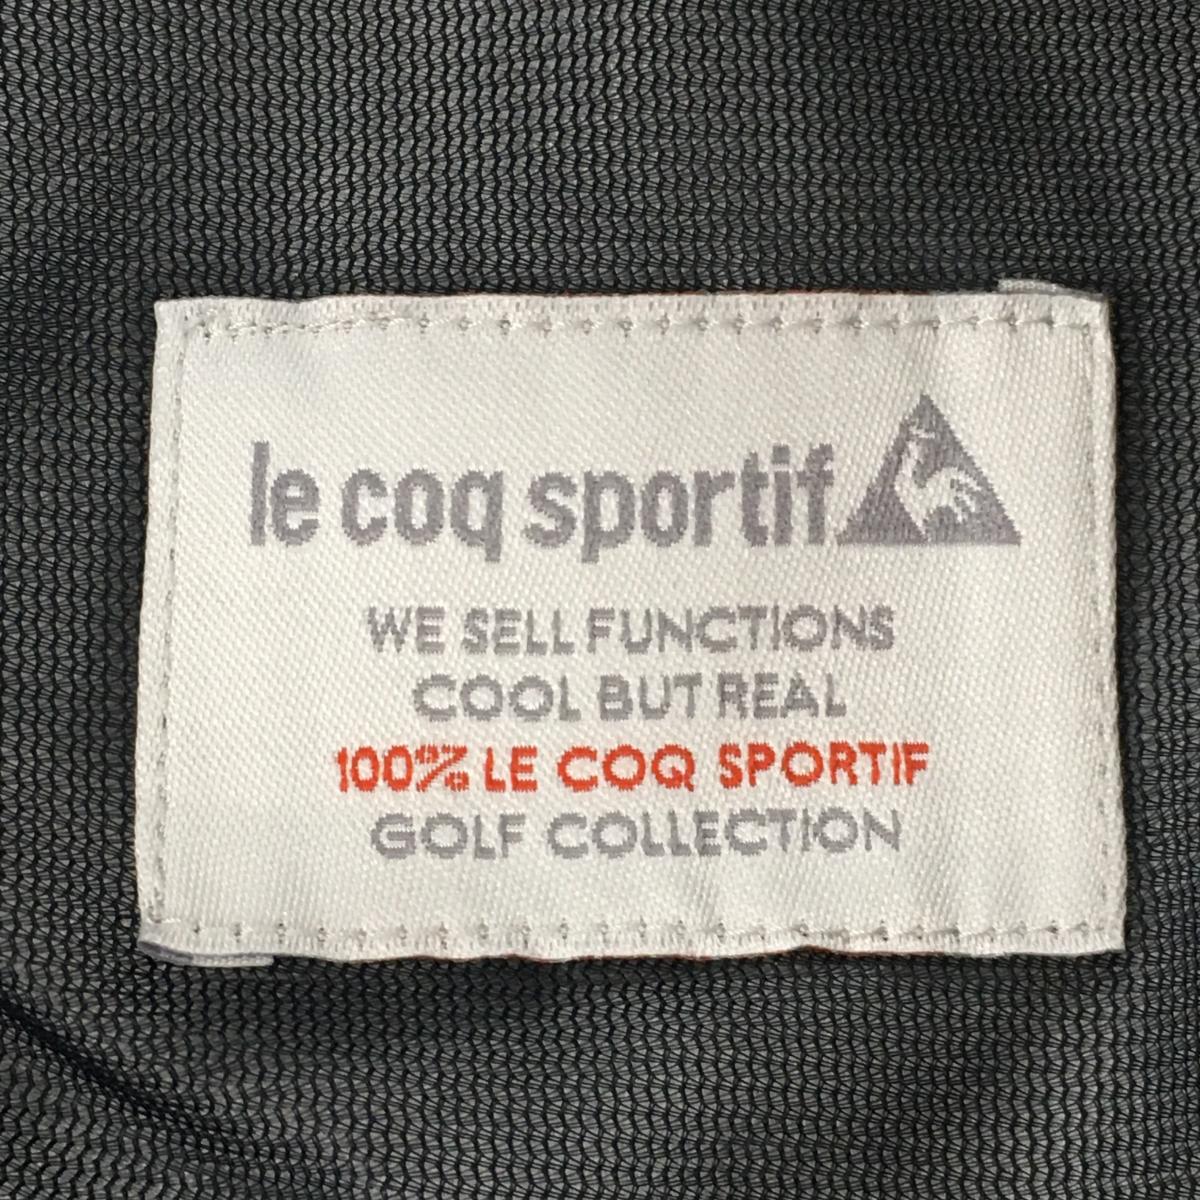 le coq sportif
WE SELL FUNCTIONS
COOL BUT REAL
100% LE COQ SPORTIF
GOLF COLLECTION